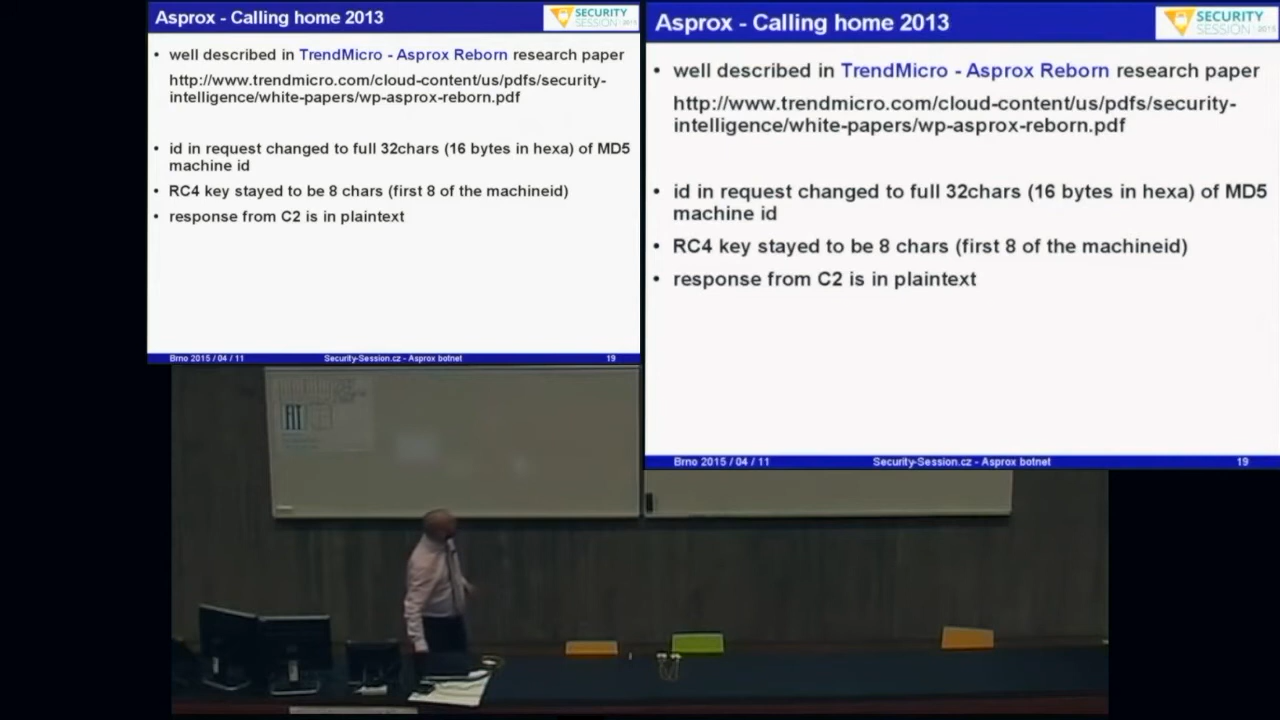 Asprox - Calling home 2013
SECURITY
SESSION 2015
• well described in TrendMicro - Asprox Reborn research paper
http://www.trendmicro.com/cloud-content/us/pdfs/security-
intelligence/white-papers/wp-asprox-reborn.pdf
• id in request changed to full 32chars (16 bytes in hexa) of MD5
machine id
• RC4 key stayed to be 8 chars (first 8 of the machineid)
• response from C2 is in plaintext
Brno 2015 / 04 / 11 Security-Session.cz - Asprox botnet 19
Asprox - Calling home 2013
SECURITY
SESSION 2015
• well described in TrendMicro - Asprox Reborn research paper
http://www.trendmicro.com/cloud-content/us/pdfs/security-
intelligence/white-papers/wp-asprox-reborn.pdf
• id in request changed to full 32chars (16 bytes in hexa) of MD5
machine id
• RC4 key stayed to be 8 chars (first 8 of the machineid)
• response from C2 is in plaintext
Brno 2015 / 04 / 11 Security-Session.cz - Asprox botnet 19